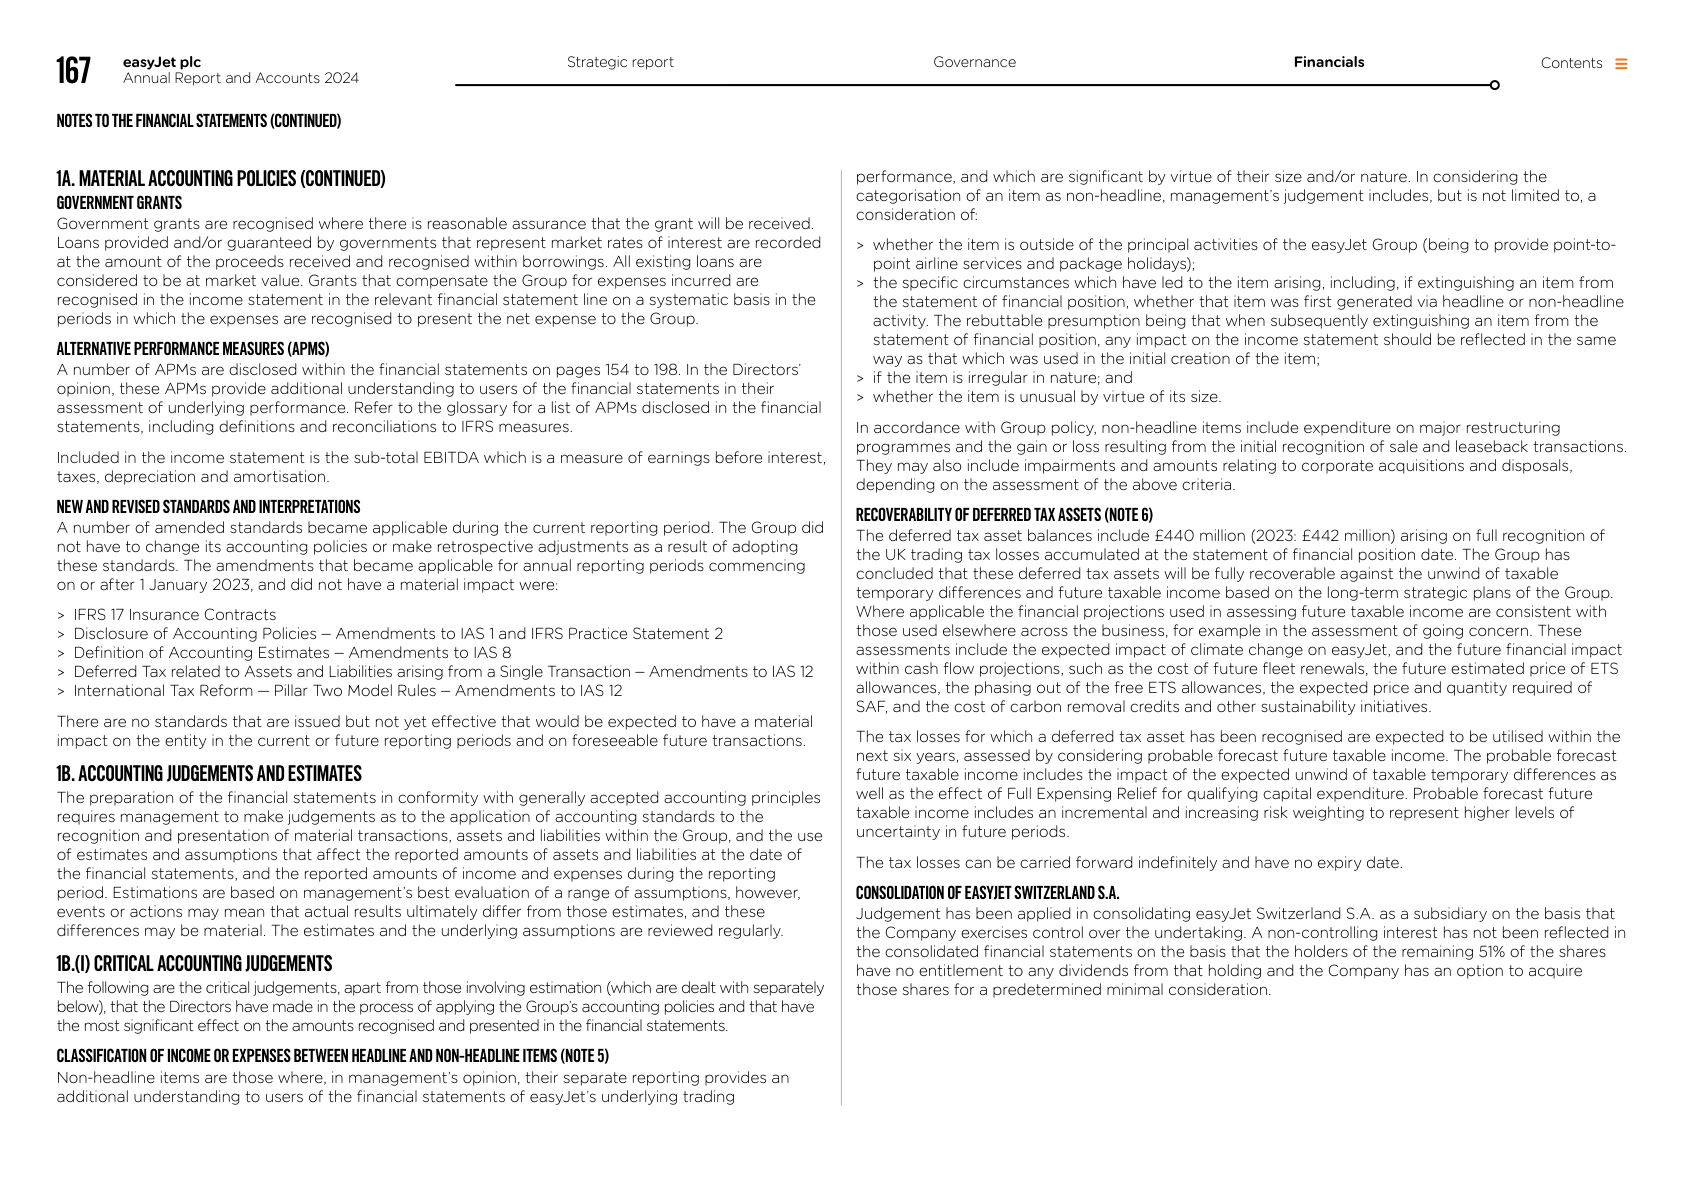 167
easyJet plc
Annual Report and Accounts 2024
Strategic report
Governance
Financials
Contents
NOTES TO THE FINANCIAL STATEMENTS (CONTINUED)
1A. MATERIAL ACCOUNTING POLICIES (CONTINUED)
GOVERNMENT GRANTS
Government grants are recognised where there is reasonable assurance that the grant will be received.
Loans provided and/or guaranteed by governments that represent market rates of interest are recorded
at the amount of the proceeds received and recognised within borrowings. All existing loans are
considered to be at market value. Grants that compensate the Group for expenses incurred are
recognised in the income statement in the relevant financial statement line on a systematic basis in the
periods in which the expenses are recognised to present the net expense to the Group.
ALTERNATIVE PERFORMANCE MEASURES (APMS)
A number of APMs are disclosed within the financial statements on pages 154 to 198. In the Directors’
opinion, these APMs provide additional understanding to users of the financial statements in their
assessment of underlying performance. Refer to the glossary for a list of APMs disclosed in the financial
statements, including definitions and reconciliations to IFRS measures.
Included in the income statement is the sub-total EBITDA which is a measure of earnings before interest,
taxes, depreciation and amortisation.
NEW AND REVISED STANDARDS AND INTERPRETATIONS
A number of amended standards became applicable during the current reporting period. The Group did
not have to change its accounting policies or make retrospective adjustments as a result of adopting
these standards. The amendments that became applicable for annual reporting periods commencing
on or after 1 January 2023, and did not have a material impact were:
> IFRS 17 Insurance Contracts
> Disclosure of Accounting Policies – Amendments to IAS 1 and IFRS Practice Statement 2
> Definition of Accounting Estimates – Amendments to IAS 8
> Deferred Tax related to Assets and Liabilities arising from a Single Transaction – Amendments to IAS 12
> International Tax Reform — Pillar Two Model Rules – Amendments to IAS 12
There are no standards that are issued but not yet effective that would be expected to have a material
impact on the entity in the current or future reporting periods and on foreseeable future transactions.
1B. ACCOUNTING JUDGEMENTS AND ESTIMATES
The preparation of the financial statements in conformity with generally accepted accounting principles
requires management to make judgements as to the application of accounting standards to the
recognition and presentation of material transactions, assets and liabilities within the Group, and the use
of estimates and assumptions that affect the reported amounts of assets and liabilities at the date of
the financial statements, and the reported amounts of income and expenses during the reporting
period. Estimations are based on management’s best evaluation of a range of assumptions, however,
events or actions may mean that actual results ultimately differ from those estimates, and these
differences may be material. The estimates and the underlying assumptions are reviewed regularly.
1B.(I) CRITICAL ACCOUNTING JUDGEMENTS
The following are the critical judgements, apart from those involving estimation (which are dealt with separately
below), that the Directors have made in the process of applying the Group’s accounting policies and that have
the most significant effect on the amounts recognised and presented in the financial statements.
CLASSIFICATION OF INCOME OR EXPENSES BETWEEN HEADLINE AND NON-HEADLINE ITEMS (NOTE 5)
Non-headline items are those where, in management’s opinion, their separate reporting provides an
additional understanding to users of the financial statements of easyJet’s underlying trading
performance, and which are significant by virtue of their size and/or nature. In considering the
categorisation of an item as non-headline, management’s judgement includes, but is not limited to, a
consideration of:
> whether the item is outside of the principal activities of the easyJet Group (being to provide point-to-
point airline services and package holidays);
> the specific circumstances which have led to the item arising, including, if extinguishing an item from
the statement of financial position, whether that item was first generated via headline or non-headline
activity. The rebuttable presumption being that when subsequently extinguishing an item from the
statement of financial position, any impact on the income statement should be reflected in the same
way as that which was used in the initial creation of the item;
> if the item is irregular in nature; and
> whether the item is unusual by virtue of its size.
In accordance with Group policy, non-headline items include expenditure on major restructuring
programmes and the gain or loss resulting from the initial recognition of sale and leaseback transactions.
They may also include impairments and amounts relating to corporate acquisitions and disposals,
depending on the assessment of the above criteria.
RECOVERABILITY OF DEFERRED TAX ASSETS (NOTE 6)
The deferred tax asset balances include £440 million (2023: £442 million) arising on full recognition of
the UK trading tax losses accumulated at the statement of financial position date. The Group has
concluded that these deferred tax assets will be fully recoverable against the unwind of taxable
temporary differences and future taxable income based on the long-term strategic plans of the Group.
Where applicable the financial projections used in assessing future taxable income are consistent with
those used elsewhere across the business, for example in the assessment of going concern. These
assessments include the expected impact of climate change on easyJet, and the future financial impact
within cash flow projections, such as the cost of future fleet renewals, the future estimated price of ETS
allowances, the phasing out of the free ETS allowances, the expected price and quantity required of
SAF, and the cost of carbon removal credits and other sustainability initiatives.
The tax losses for which a deferred tax asset has been recognised are expected to be utilised within the
next six years, assessed by considering probable forecast future taxable income. The probable forecast
future taxable income includes the impact of the expected unwind of taxable temporary differences as
well as the effect of Full Expensing Relief for qualifying capital expenditure. Probable forecast future
taxable income includes an incremental and increasing risk weighting to represent higher levels of
uncertainty in future periods.
The tax losses can be carried forward indefinitely and have no expiry date.
CONSOLIDATION OF EASYJET SWITZERLAND S.A.
Judgement has been applied in consolidating easyJet Switzerland S.A. as a subsidiary on the basis that
the Company exercises control over the undertaking. A non-controlling interest has not been reflected in
the consolidated financial statements on the basis that the holders of the remaining 51% of the shares
have no entitlement to any dividends from that holding and the Company has an option to acquire
those shares for a predetermined minimal consideration.